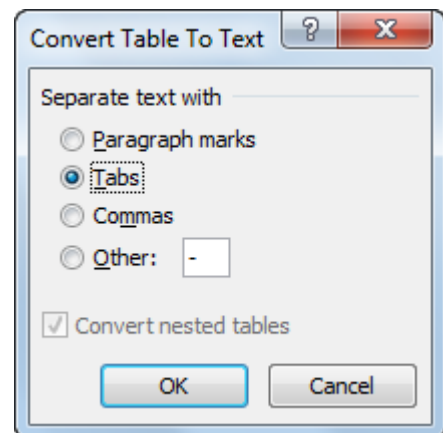 Convert Table To Text ? X
Separate text with
Paragraph marks
Tabs
Commas
Other: -
Convert nested tables
OK Cancel